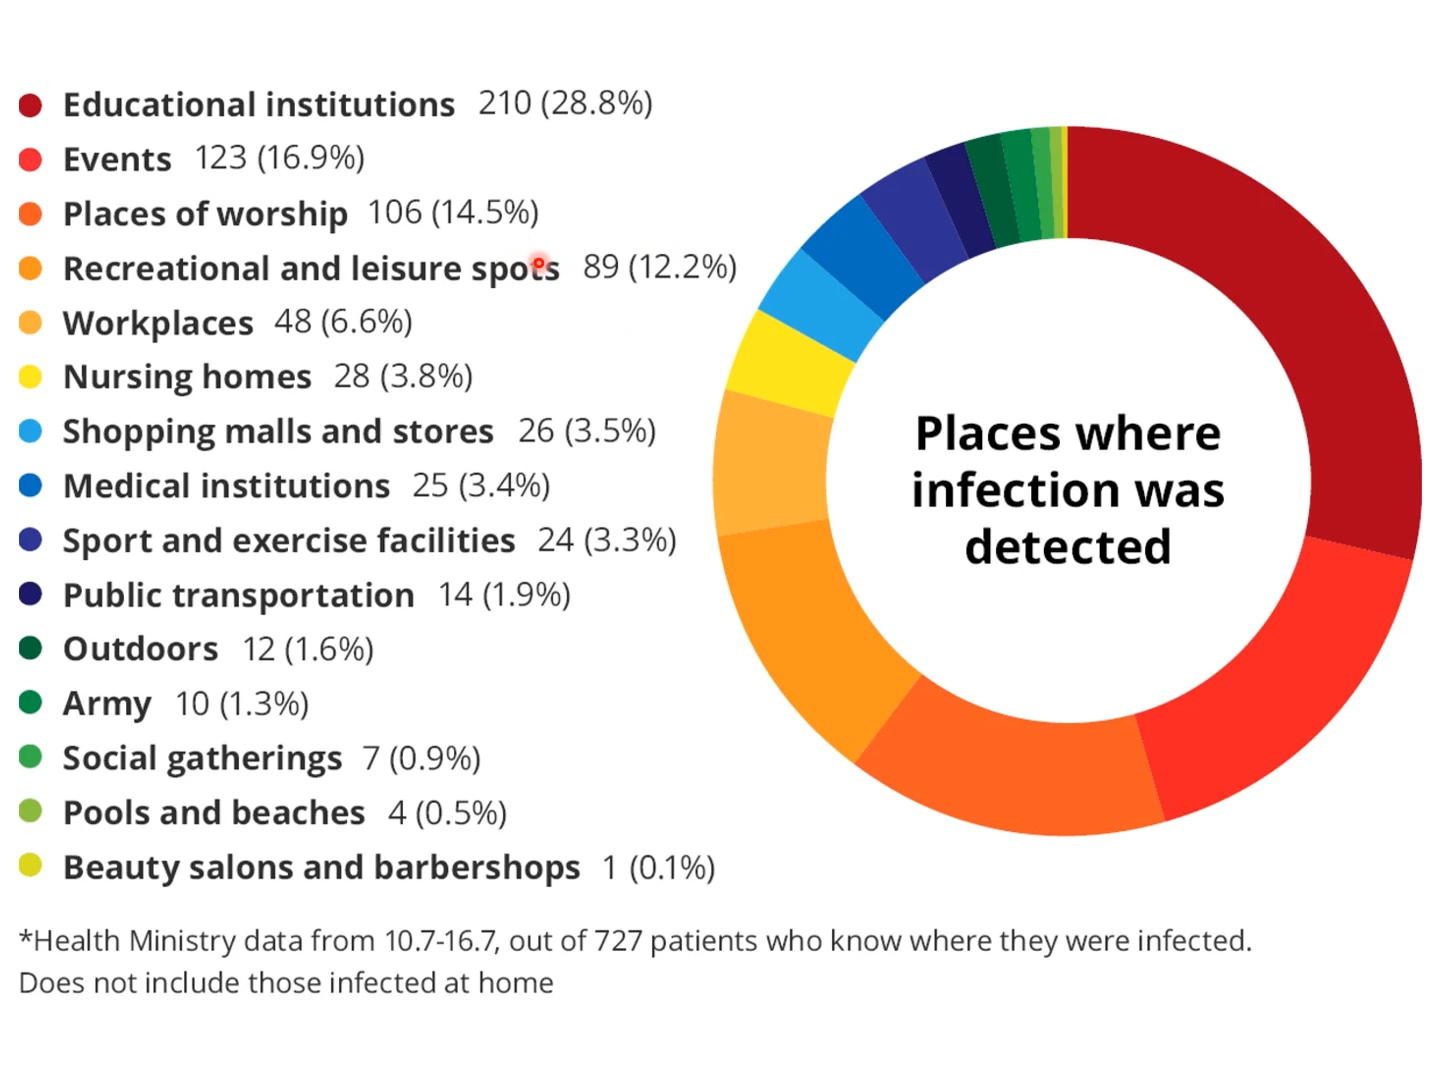 Educational institutions 210 (28.8%)
Events 123 (16.9%)
Places of worship 106 (14.5%)
Recreational and leisure spots 89 (12.2%)
Workplaces 48 (6.6%)
Nursing homes 28 (3.8%)
Shopping malls and stores 26 (3.5%)
Medical institutions 25 (3.4%)
Sport and exercise facilities 24 (3.3%)
Public transportation 14 (1.9%)
Outdoors 12 (1.6%)
Army 10 (1.3%)
Social gatherings 7 (0.9%)
Pools and beaches 4 (0.5%)
Beauty salons and barbershops 1 (0.1%)
Places where
infection was
detected
*Health Ministry data from 10.7-16.7, out of 727 patients who know where they were infected.
Does not include those infected at home